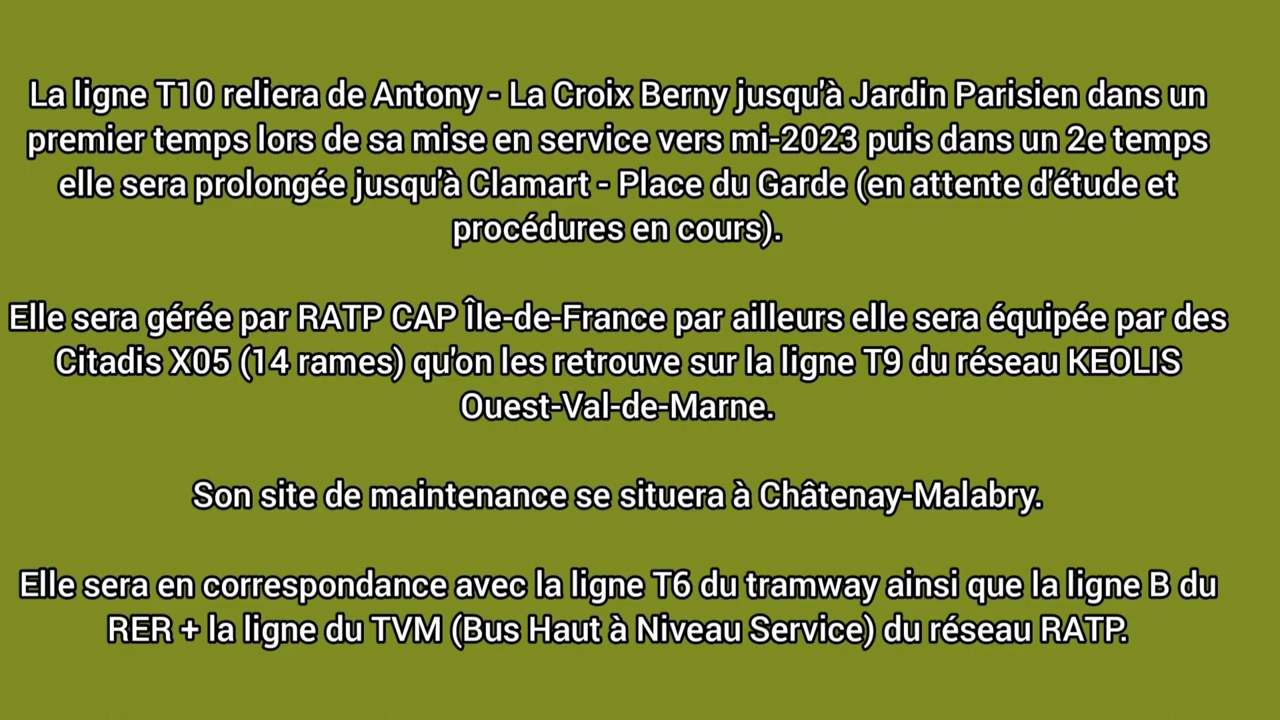 La ligne T10 reliera de Antony - La Croix Berny jusqu'à Jardin Parisien dans un
premier temps lors de sa mise en service vers mi-2023 puis dans un 2e temps
elle sera prolongée jusqu'à Clamart - Place du Garde (en attente d'étude et
procédures en cours).
Elle sera gérée par RATP CAP Île-de-France par ailleurs elle sera équipée par des
Citadis X05 (14 rames) qu'on les retrouve sur la ligne T9 du réseau KEOLIS
Ouest-Val-de-Marne.
Son site de maintenance se situera à Châtenay-Malabry.
Elle sera en correspondance avec la ligne T6 du tramway ainsi que la ligne B du
RER + la ligne du TVM (Bus Haut à Niveau Service) du réseau RATP.